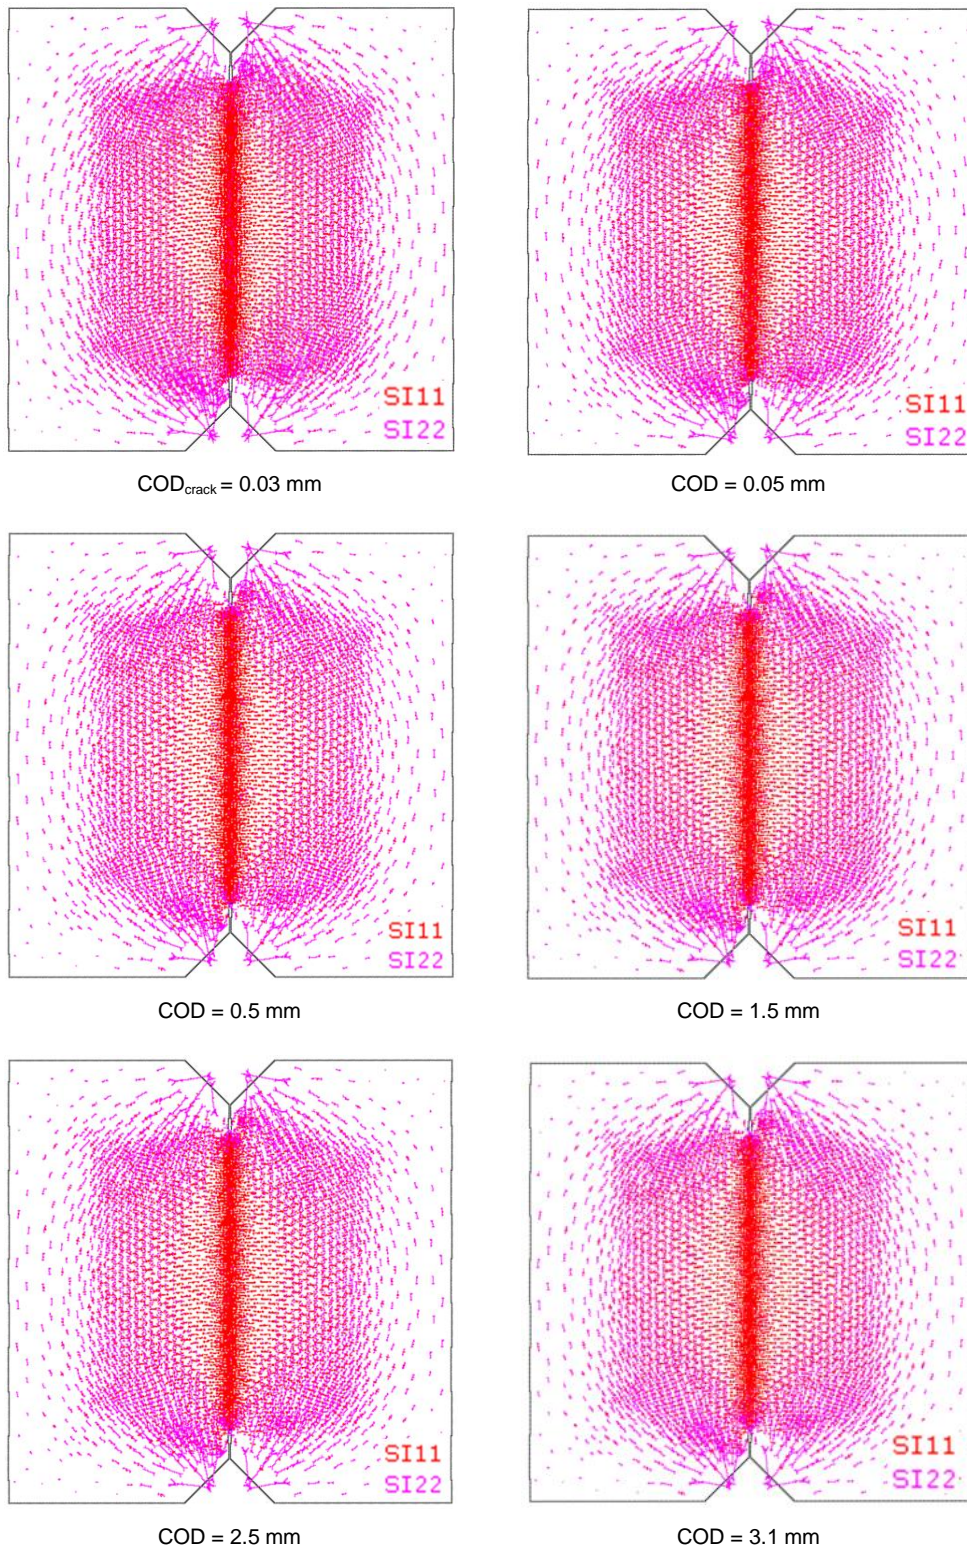 SI11
SI22
SI11
SI22
COD_crack = 0.03 mm
COD = 0.05 mm
SI11
SI22
SI11
SI22
COD = 0.5 mm
COD = 1.5 mm
SI11
SI22
SI11
SI22
COD = 2.5 mm
COD = 3.1 mm